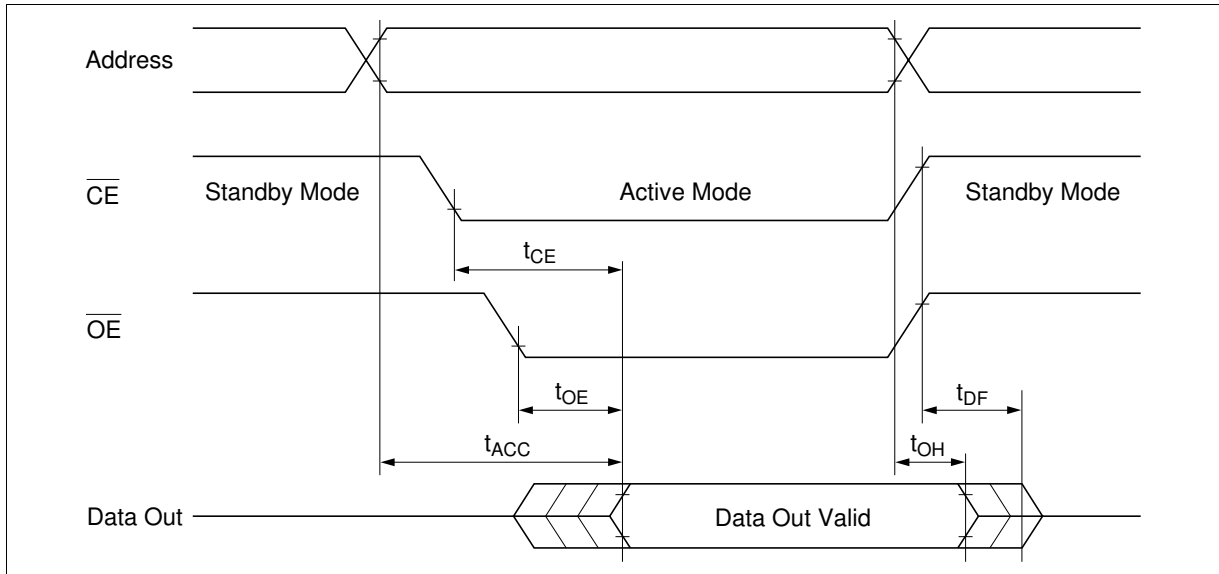 Address
CE
Standby Mode
Active Mode
Standby Mode
tCE
OE
tOE
tDF
tACC
tOH
Data Out
Data Out Valid